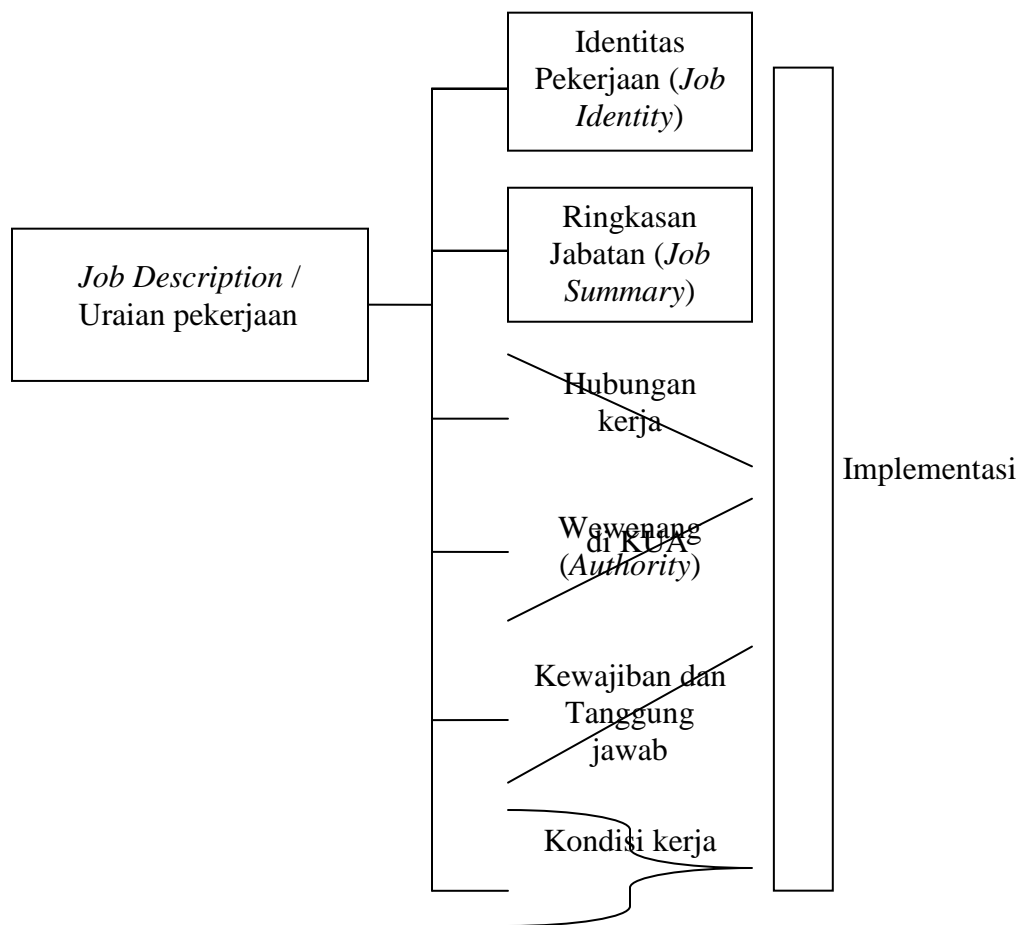 Identitas
Pekerjaan (Job
Identity)
Ringkasan
Jabatan (Job
Summary)
Job Description /
Uraian pekerjaan
Hubungan
kerja
Implementasi
Wewenang
di KUA
(Authority)
Kewajiban dan
Tanggung
jawab
Kondisi kerja